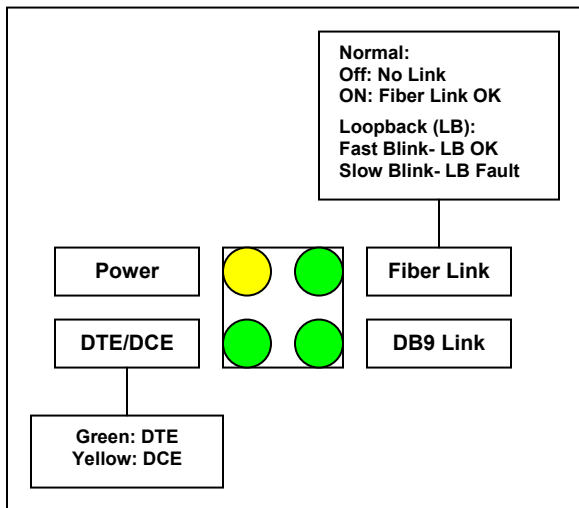 Normal:
Off: No Link
ON: Fiber Link OK
Loopback (LB):
Fast Blink- LB OK
Slow Blink- LB Fault
Power
Fiber Link
DTE/DCE
DB9 Link
Green: DTE
Yellow: DCE